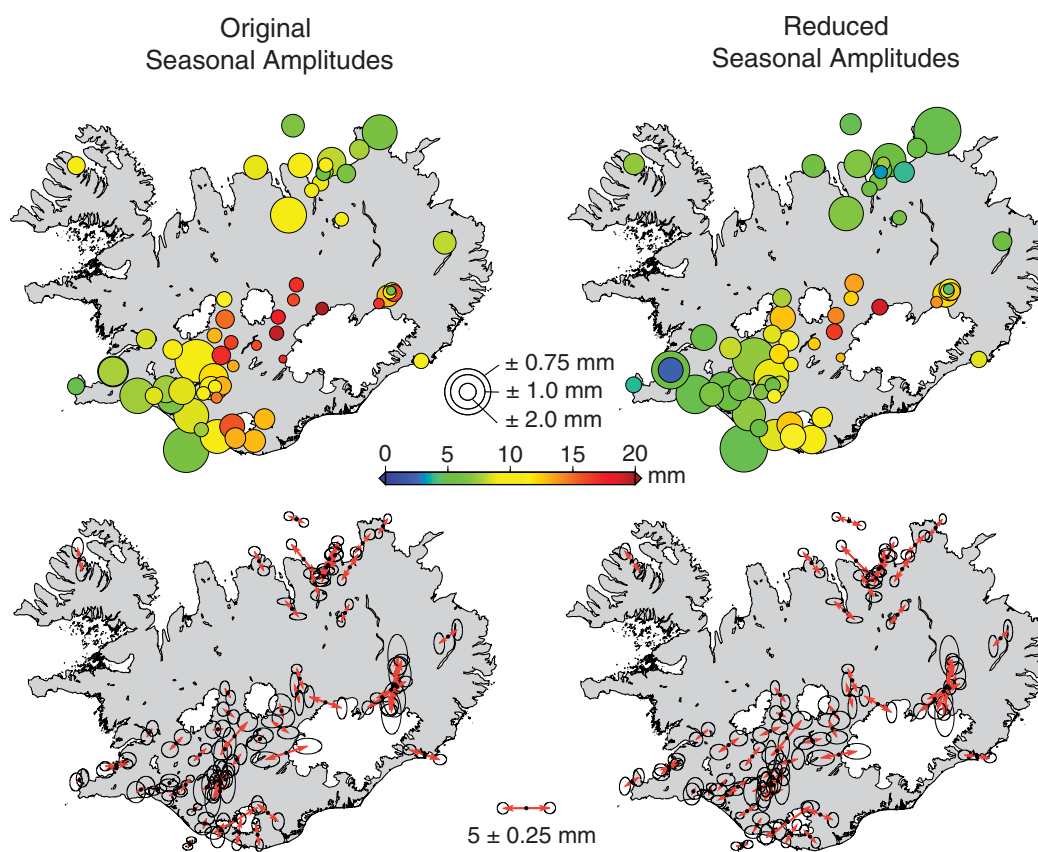 Original
Seasonal Amplitudes
Reduced
Seasonal Amplitudes
± 0.75 mm
± 1.0 mm
± 2.0 mm
0 5 10 15 20
mm
5 ± 0.25 mm